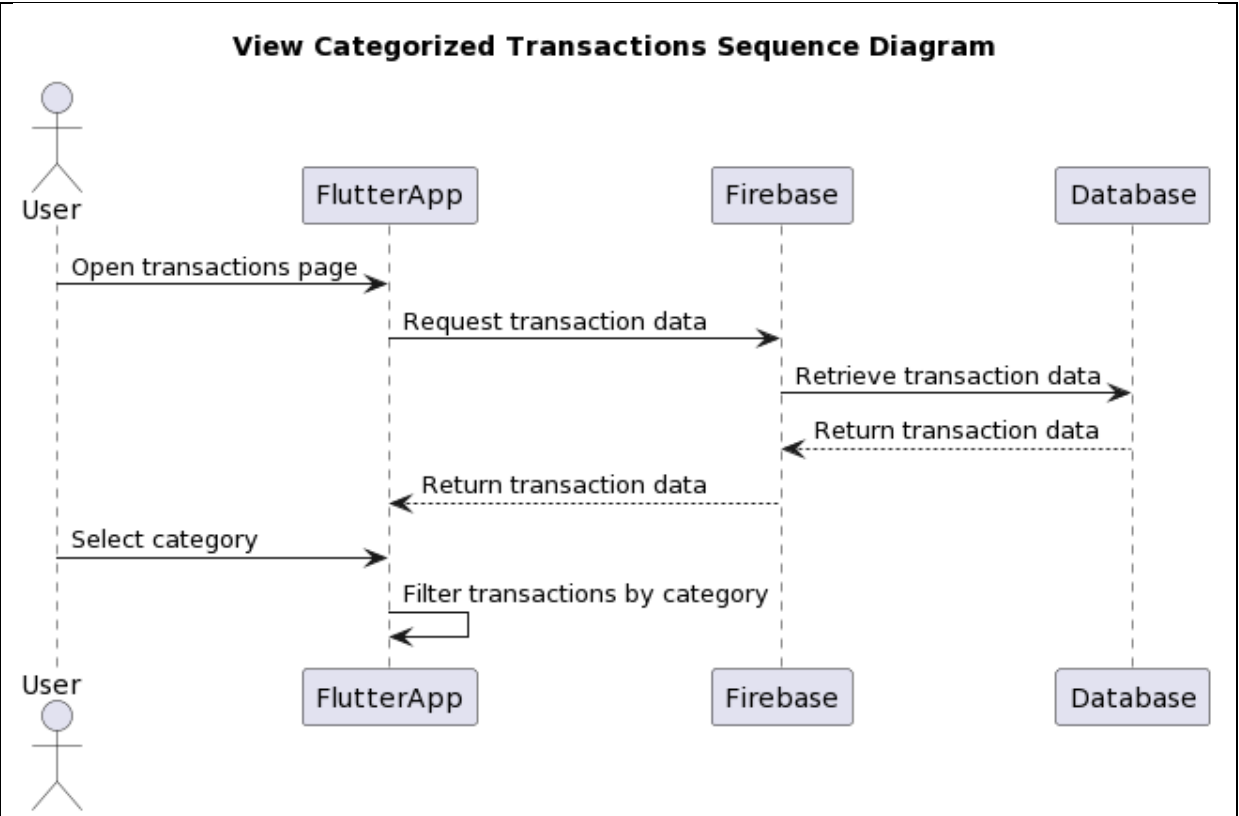 View Categorized Transactions Sequence Diagram
User
FlutterApp
Firebase
Database
Open transactions page
Request transaction data
Retrieve transaction data
Return transaction data
Return transaction data
Select category
Filter transactions by category
User
FlutterApp
Firebase
Database